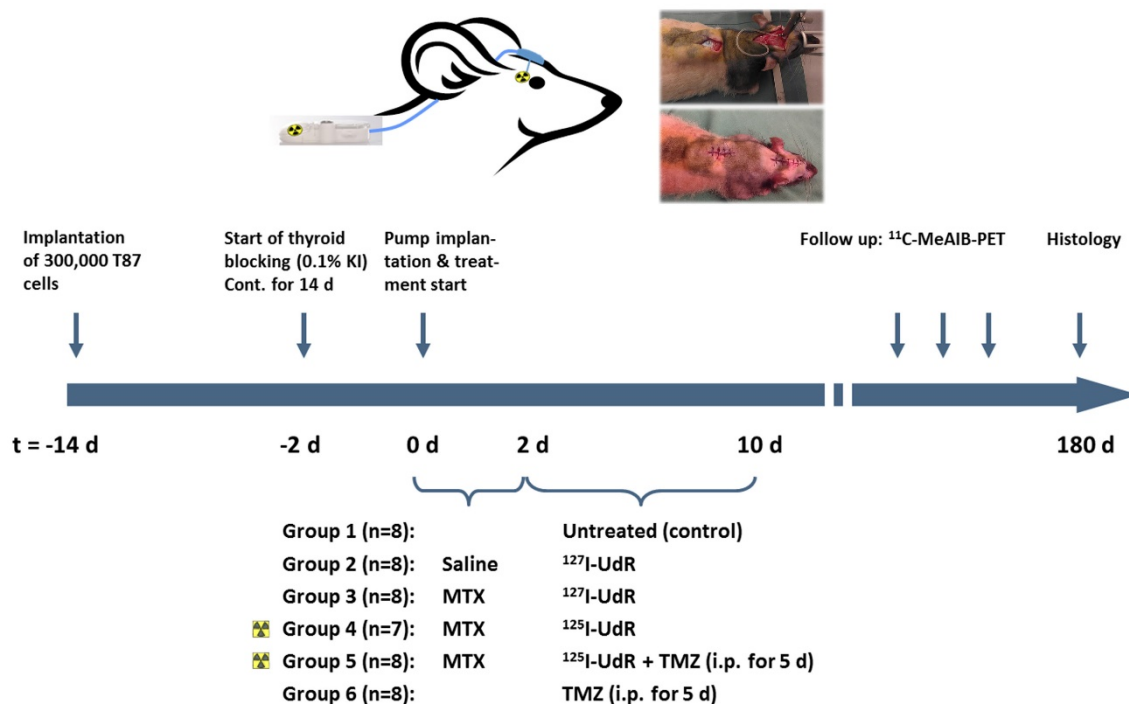 Implantation
of 300,000 T87
cells
Start of thyroid
blocking (0.1% KI)
Cont. for 14 d
Pump implan-
tation & treat-
ment start
Follow up: ¹¹C-MeAIB-PET
Histology
t = -14 d
-2 d
0 d
2 d
10 d
180 d
Group 1 (n=8): Untreated (control)
Group 2 (n=8): Saline ¹²⁷I-UdR
Group 3 (n=8): MTX ¹²⁷I-UdR
Group 4 (n=7): MTX ¹²⁵I-UdR
Group 5 (n=8): MTX ¹²⁵I-UdR + TMZ (i.p. for 5 d)
Group 6 (n=8): TMZ (i.p. for 5 d)